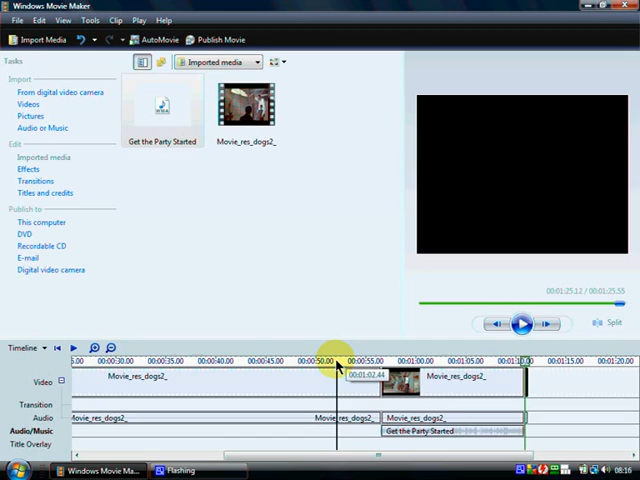 Windows Movie Maker
File Edit View Tools Clip Play Help
Import Media AutoMovie Publish Movie
Tasks
Imported media
Import
From digital video camera
Videos
Pictures
Audio or Music
Edit
Imported media
Effects
Transitions
Titles and credits
Publish to
This computer
DVD
Recordable CD
E-mail
Digital video camera
Get the Party Started
Movie_res_dogs2_
00:01:25.12 / 00:01:25.55
Split
Timeline
00:00:30.00 00:00:35.00 00:00:40.00 00:00:45.00 00:00:50.00 00:00:55.00 00:01:00.00 00:01:05.00 00:01:10.00 00:01:15.00 00:01:20.00
00:01:02.44
Video Movie_res_dogs2_ Movie_res_dogs2_
Transition
Audio Movie_res_dogs2_ Movie_res_dogs2_ Movie_res_dogs2_
Audio/Music Get the Party Started
Title Overlay
Windows Movie Ma... Flashing 08:16